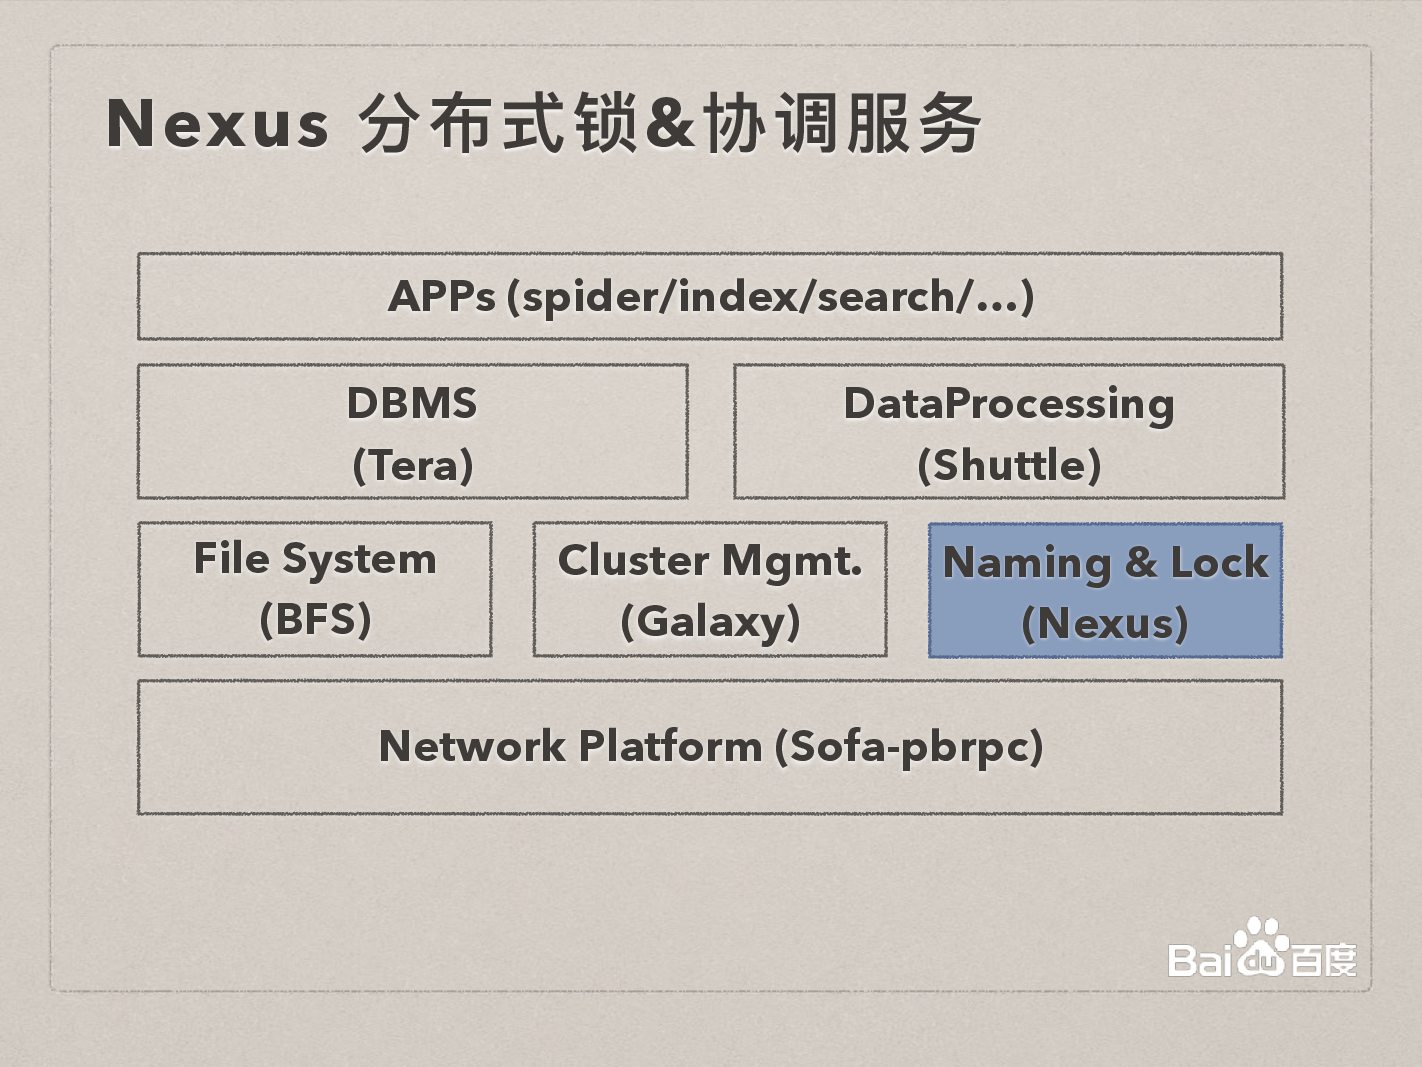 Nexus 分布式锁&协调服务
APPs (spider/index/search/...)
DBMS
(Tera)
DataProcessing
(Shuttle)
File System
(BFS)
Cluster Mgmt.
(Galaxy)
Naming & Lock
(Nexus)
Network Platform (Sofa-pbrpc)
Bai du 百度